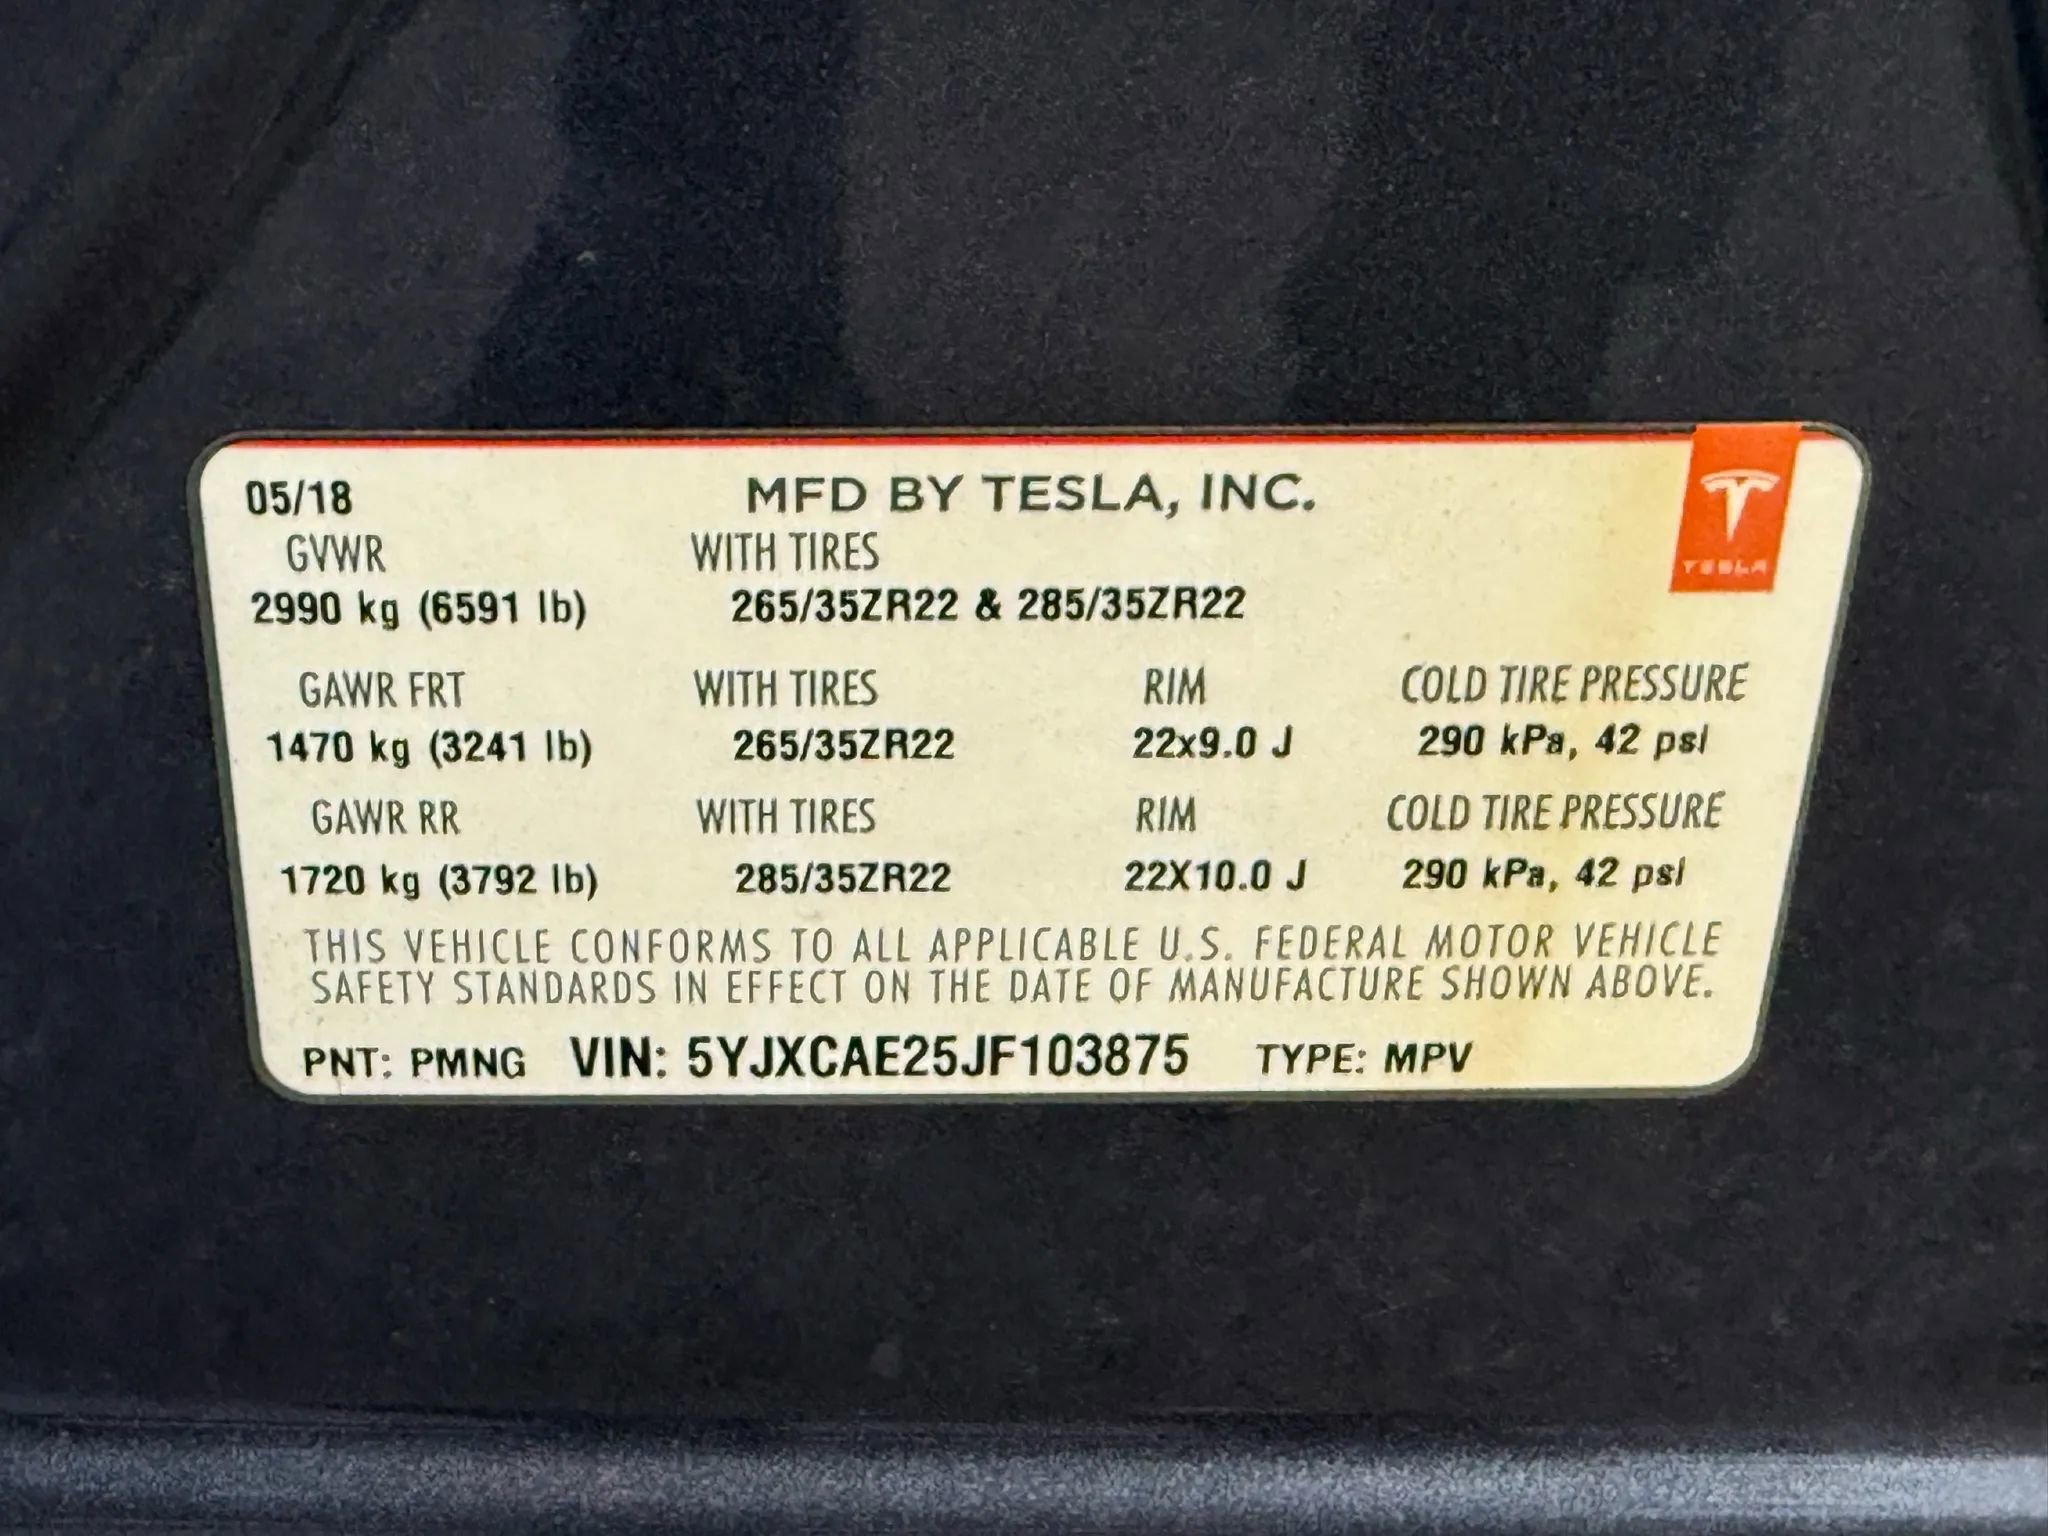 05/18 MFD BY TESLA, INC.
GVWR WITH TIRES
2990 kg (6591 lb) 265/35ZR22 & 285/35ZR22
TESLA
GAWR FRT WITH TIRES RIM COLD TIRE PRESSURE
1470 kg (3241 lb) 265/35ZR22 22x9.0 J 290 kPa, 42 psi
GAWR RR WITH TIRES RIM COLD TIRE PRESSURE
1720 kg (3792 lb) 285/35ZR22 22X10.0 J 290 kPa, 42 psi
THIS VEHICLE CONFORMS TO ALL APPLICABLE U.S. FEDERAL MOTOR VEHICLE
SAFETY STANDARDS IN EFFECT ON THE DATE OF MANUFACTURE SHOWN ABOVE.
PNT: PMNG VIN: 5YJXCAE25JF103875 TYPE: MPV